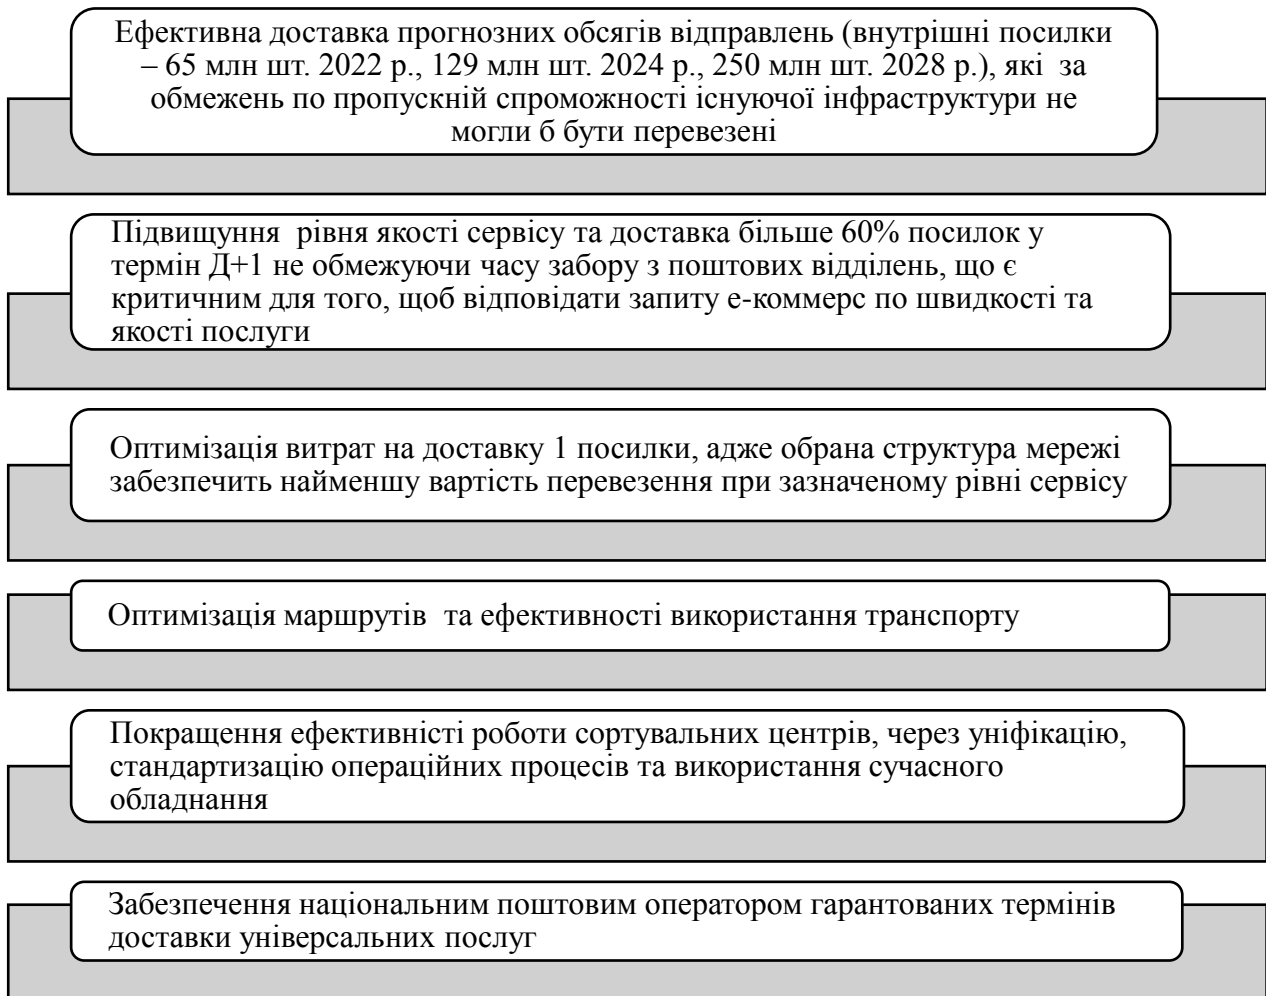 Ефективна доставка прогнозних обсягів відправлень (внутрішні посилки
– 65 млн шт. 2022 р., 129 млн шт. 2024 р., 250 млн шт. 2028 р.), які за
обмежень по пропускній спроможності існуючої інфраструктури не
могли б бути перевезені
Підвищуння рівня якості сервісу та доставка більше 60% посилок у
термін Д+1 не обмежуючи часу забору з поштових відділень, що є
критичним для того, щоб відповідати запиту е-коммерс по швидкості та
якості послуги
Оптимізація витрат на доставку 1 посилки, адже обрана структура мережі
забезпечить найменшу вартість перевезення при зазначеному рівні сервісу
Оптимізація маршрутів та ефективності використання транспорту
Покращення ефективністі роботи сортувальних центрів, через уніфікацію,
стандартизацію операційних процесів та використання сучасного
обладнання
Забезпечення національним поштовим оператором гарантованих термінів
доставки універсальних послуг